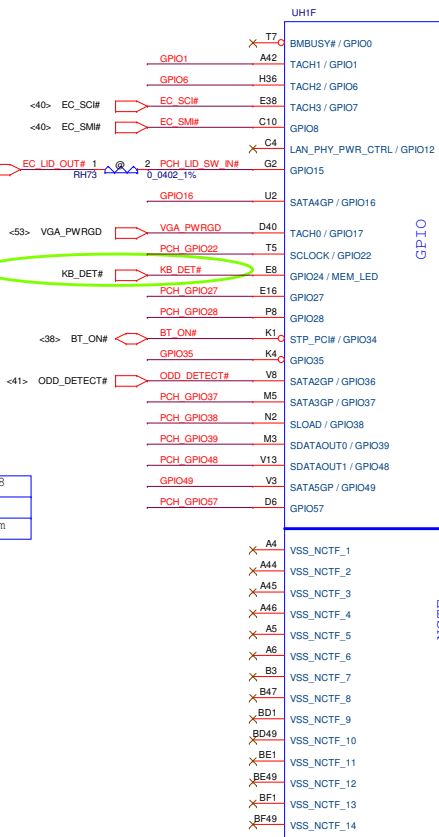 UH1F
T7 BMBUSY# / GPIO0
GPIO1 A42 TACH1 / GPIO1
GPIO6 H36 TACH2 / GPIO6
<40> EC_SCI# EC_SCI# E38 TACH3 / GPIO7
<40> EC_SMI# EC_SMI# C10 GPIO8
C4 LAN_PHY_PWR_CTRL / GPIO12
EC_LID_OUT# 1 @ 2 PCH_LID_SW_IN# G2 GPIO15
RH73 0_0402_1%
GPIO16 U2 SATA4GP / GPIO16
<53> VGA_PWRGD VGA_PWRGD D40 TACH0 / GPIO17
PCH_GPIO22 T5 SCLOCK / GPIO22
KB_DET# KB_DET# E8 GPIO24 / MEM_LED
PCH_GPIO27 E16 GPIO27
PCH_GPIO28 P8 GPIO28
<38> BT_ON# BT_ON# K1 STP_PCI# / GPIO34
GPIO35 K4 GPIO35
<41> ODD_DETECT# ODD_DETECT# V8 SATA2GP / GPIO36
PCH_GPIO37 M5 SATA3GP / GPIO37
PCH_GPIO38 N2 SLOAD / GPIO38
PCH_GPIO39 M3 SDATAOUT0 / GPIO39
PCH_GPIO48 V13 SDATAOUT1 / GPIO48
GPIO49 V3 SATA5GP / GPIO49
PCH_GPIO57 D6 GPIO57
GPIO
A4 VSS_NCTF_1
A44 VSS_NCTF_2
A45 VSS_NCTF_3
A46 VSS_NCTF_4
A5 VSS_NCTF_5
A6 VSS_NCTF_6
B3 VSS_NCTF_7
B47 VSS_NCTF_8
BD1 VSS_NCTF_9
BD49 VSS_NCTF_10
BE1 VSS_NCTF_11
BE49 VSS_NCTF_12
BF1 VSS_NCTF_13
BF49 VSS_NCTF_14